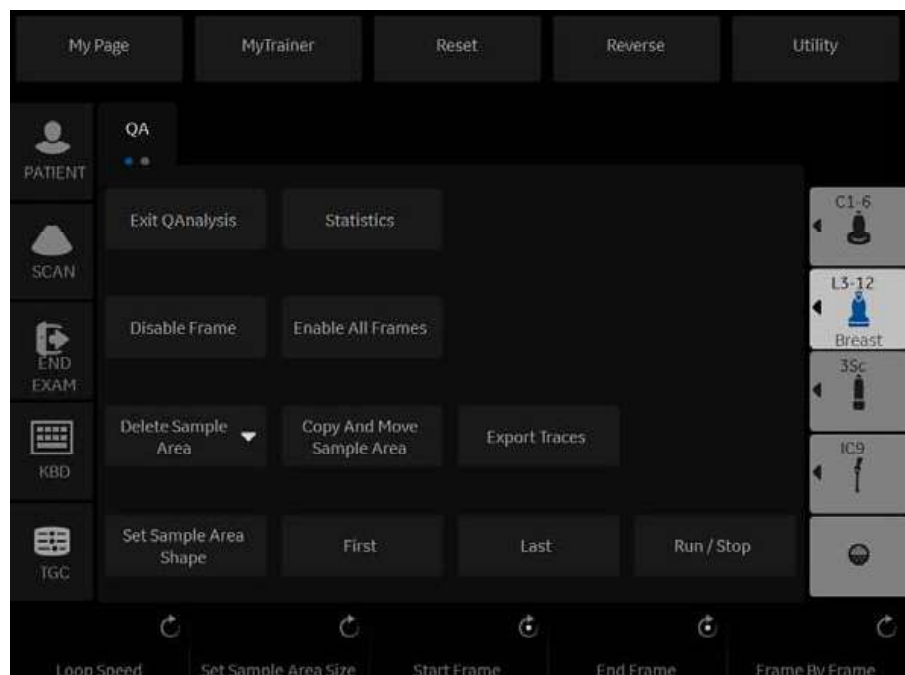 My Page
MyTrainer
Reset
Reverse
Utility
PATIENT
QA
SCAN
Exit QAnalysis
Statistics
C1-6
L3-12
Breast
END
EXAM
Disable Frame
Enable All Frames
3Sc
KBD
Delete Sample
Area
Copy And Move
Sample Area
Export Traces
IC9
TGC
Set Sample Area
Shape
First
Last
Run / Stop
Loop Speed
Set Sample Area Size
Start Frame
End Frame
Frame By Frame